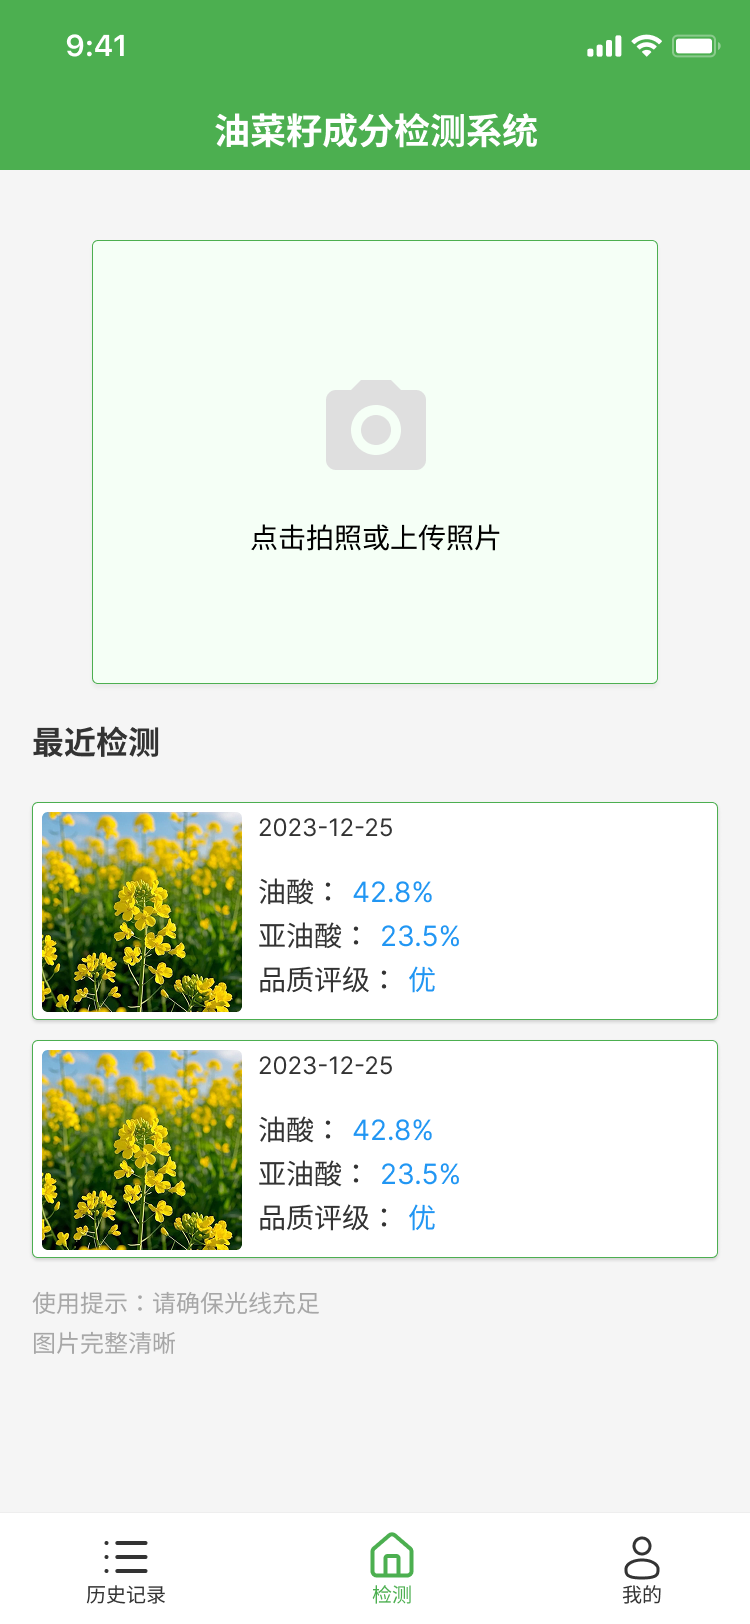 9:41
油菜籽成分检测系统
点击拍照或上传照片
最近检测
2023-12-25
油酸： 42.8%
亚油酸： 23.5%
品质评级： 优
2023-12-25
油酸： 42.8%
亚油酸： 23.5%
品质评级： 优
使用提示：请确保光线充足
图片完整清晰
历史记录 检测 我的